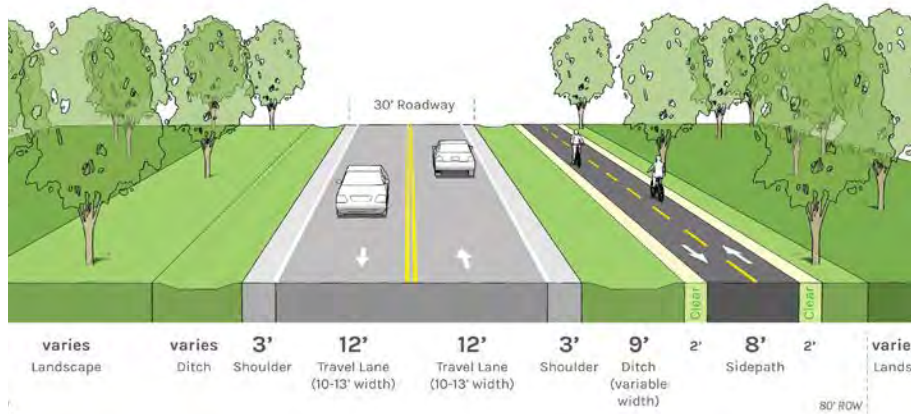 30' Roadway
Clear
Clear
varies
Landscape
varies
Ditch
3'
Shoulder
12'
Travel Lane
(10-13' width)
12'
Travel Lane
(10-13' width)
3'
Shoulder
9'
Ditch
(variable
width)
2'
8'
Sidepath
2'
80' ROW
varie
Lands